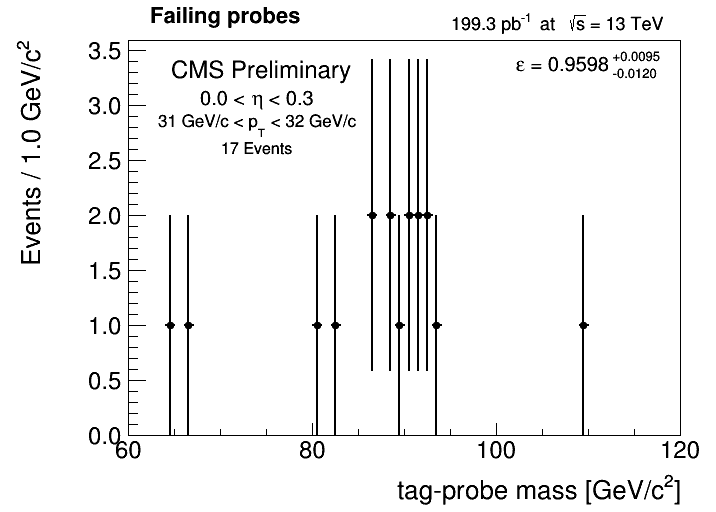 Failing probes
199.3 pb⁻¹ at √s = 13 TeV
CMS Preliminary
0.0 < η < 0.3
31 GeV/c < p_T < 32 GeV/c
17 Events
ε = 0.9598 +0.0095 -0.0120
Events / 1.0 GeV/c²
3.5
3.0
2.5
2.0
1.5
1.0
0.5
0.0
60 80 100 120
tag-probe mass [GeV/c²]